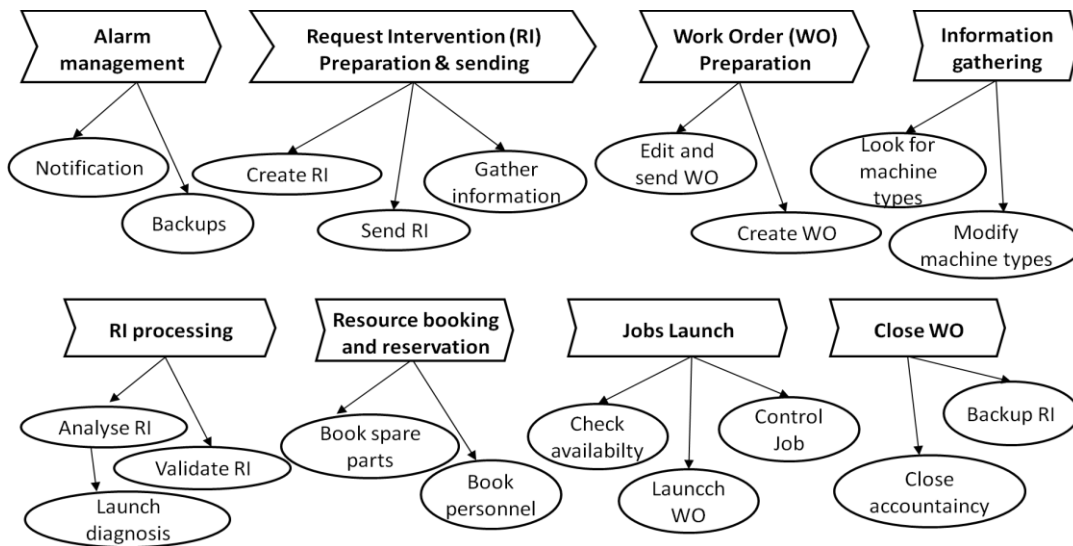 Alarm
management
Request Intervention (RI)
Preparation & sending
Work Order (WO)
Preparation
Information
gathering
Notification
Backups
Create RI
Send RI
Gather
information
Edit and
send WO
Create WO
Look for
machine
types
Modify
machine types
RI processing
Resource booking
and reservation
Jobs Launch
Close WO
Analyse RI
Validate RI
Launch
diagnosis
Book spare
parts
Book
personnel
Check
availabilty
Launcch
WO
Control
Job
Backup RI
Close
accountancy